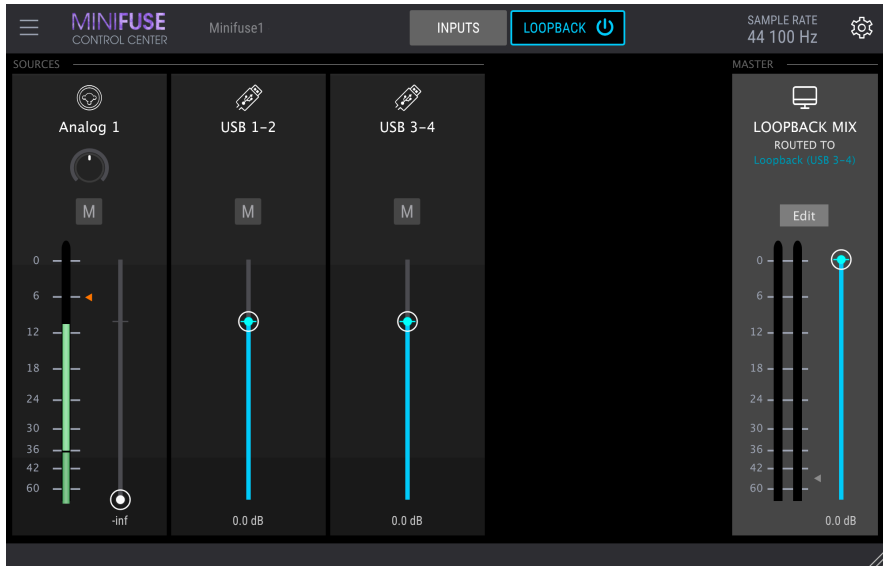 MINIFUSE
CONTROL CENTER
Minifuse1
INPUTS
LOOPBACK
SAMPLE RATE
44 100 Hz
SOURCES
MASTER
Analog 1
USB 1-2
USB 3-4
LOOPBACK MIX
ROUTED TO
Loopback (USB 3-4)
M
M
M
Edit
0
6
12
18
24
30
36
42
60
-inf
0.0 dB
0.0 dB
0
6
12
18
24
30
36
42
60
0.0 dB